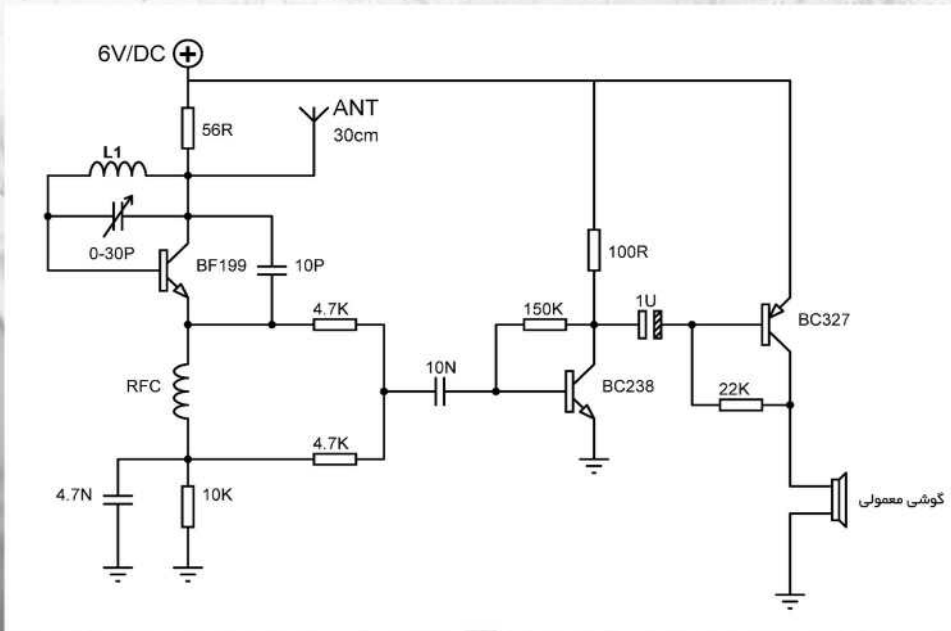 6V/DC
56R
ANT
30cm
L1
0-30P
BF199
10P
100R
4.7K
150K
1U
BC327
RFC
10N
BC238
22K
4.7K
4.7N
10K
گوشی معمولی